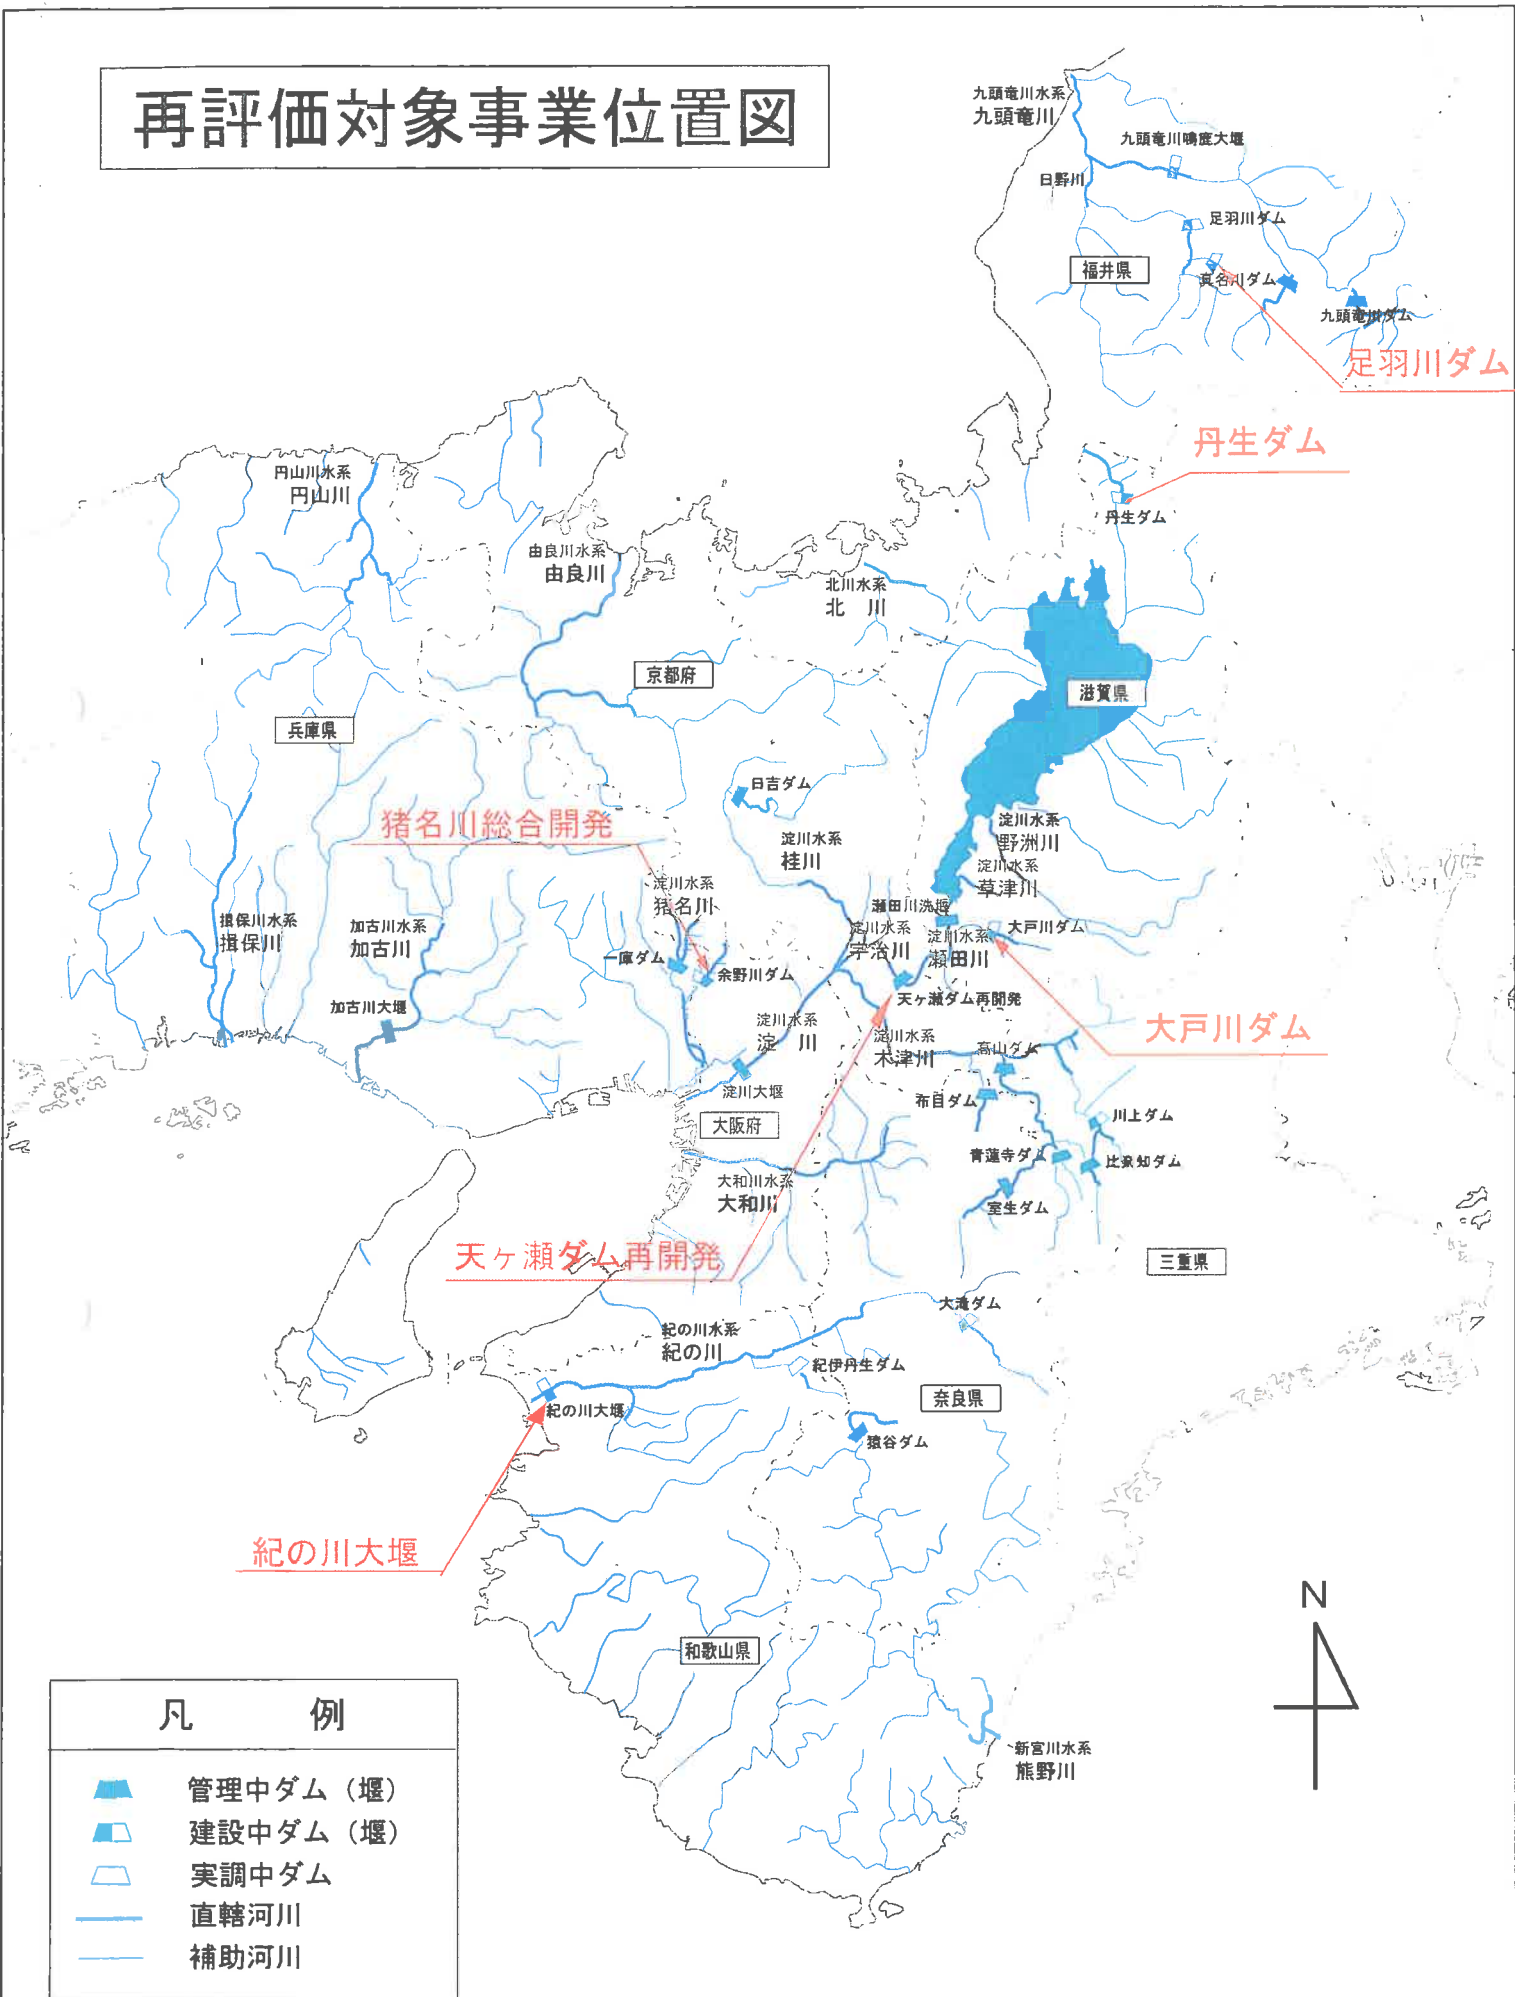 再評価対象事業位置図
九頭竜川水系
九頭竜川
九頭竜川鳴鹿大堰
日野川
足羽川ダム
福井県
真名川ダム
九頭竜川ダム
足羽川ダム
丹生ダム
丹生ダム
円山川水系
円山川
由良川水系
由良川
北川水系
北　川
京都府
滋賀県
兵庫県
日吉ダム
猪名川総合開発
淀川水系
桂川
淀川水系
野洲川
淀川水系
草津川
淀川水系
猪名川
瀬田川洗堰
揖保川水系
揖保川
加古川水系
加古川
淀川水系
宇治川
淀川水系
瀬田川
大戸川ダム
一庫ダム
余野川ダム
天ヶ瀬ダム再開発
加古川大堰
淀川水系
淀　川
淀川水系
木津川
高山ダム
大戸川ダム
淀川大堰
布目ダム
大阪府
川上ダム
青蓮寺ダム
比奈知ダム
大和川水系
大和川
室生ダム
天ヶ瀬ダム再開発
三重県
大滝ダム
紀の川水系
紀の川
紀伊丹生ダム
奈良県
紀の川大堰
猿谷ダム
紀の川大堰
N
和歌山県
新宮川水系
熊野川
凡　例
管理中ダム（堰）
建設中ダム（堰）
実調中ダム
直轄河川
補助河川